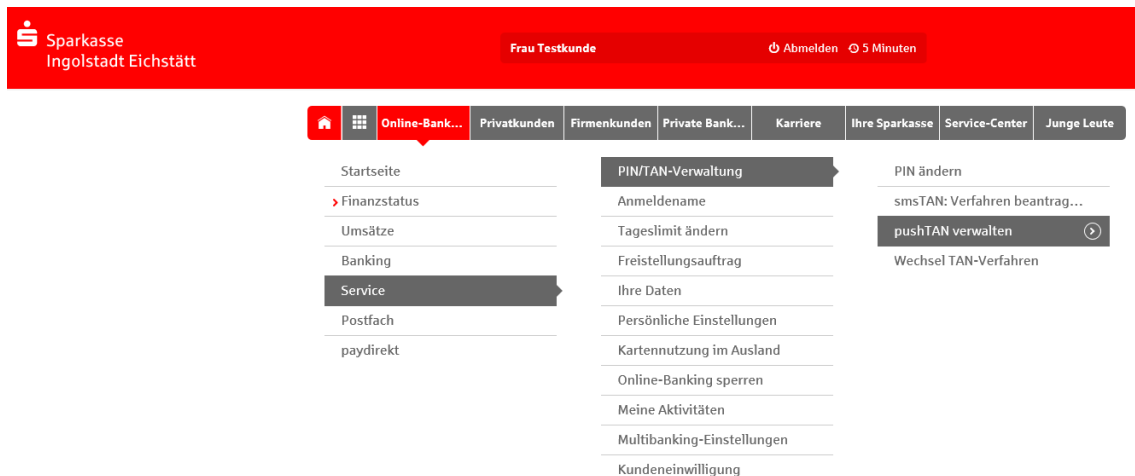 Sparkasse
Ingolstadt Eichstätt
Frau Testkunde
Abmelden
5 Minuten
Online-Bank...
Privatkunden
Firmenkunden
Private Bank...
Karriere
Ihre Sparkasse
Service-Center
Junge Leute
Startseite
Finanzstatus
Umsätze
Banking
Service
Postfach
paydirekt
PIN/TAN-Verwaltung
Anmeldename
Tageslimit ändern
Freistellungsauftrag
Ihre Daten
Persönliche Einstellungen
Kartennutzung im Ausland
Online-Banking sperren
Meine Aktivitäten
Multibanking-Einstellungen
Kundeneinwilligung
PIN ändern
smsTAN: Verfahren beantrag...
pushTAN verwalten
Wechsel TAN-Verfahren